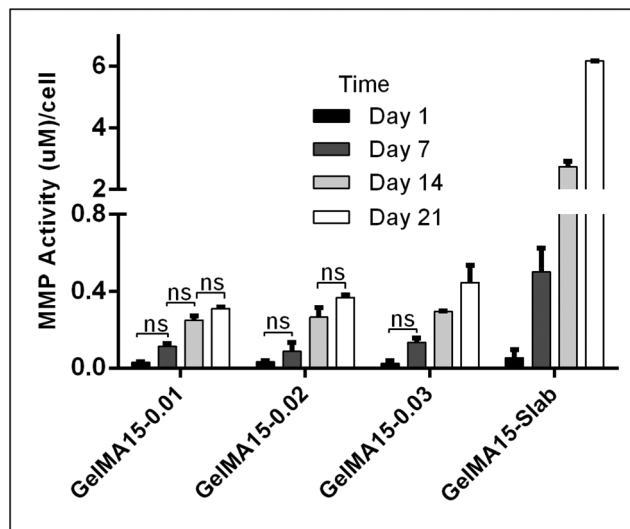 MMP Activity (uM)/cell
6
4
2
0.8
0.4
0.0
Time
Day 1
Day 7
Day 14
Day 21
ns
ns
ns
ns
ns
ns
GelMA15-0.01
GelMA15-0.02
GelMA15-0.03
GelMA15-Slab